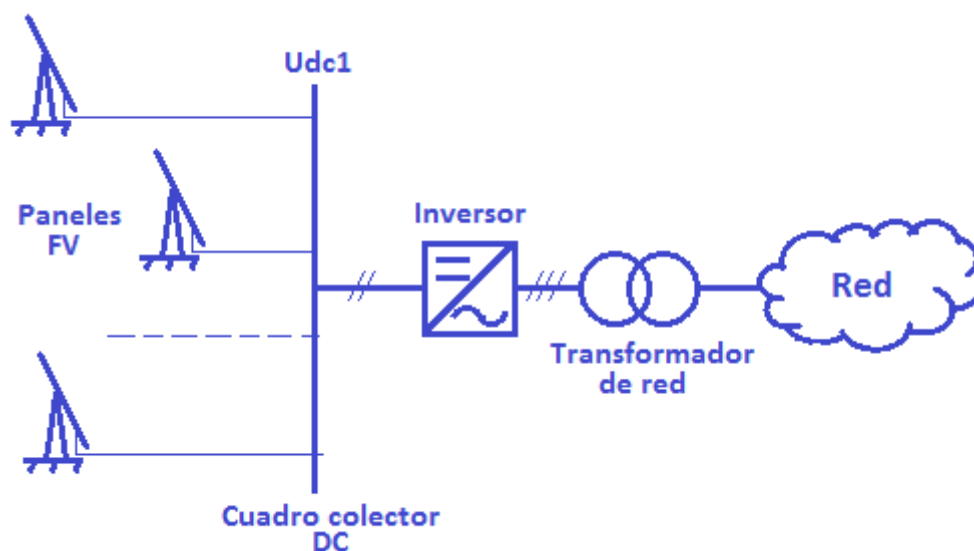 Udc1
Paneles
FV
Inversor
Red
Transformador
de red
Cuadro colector
DC